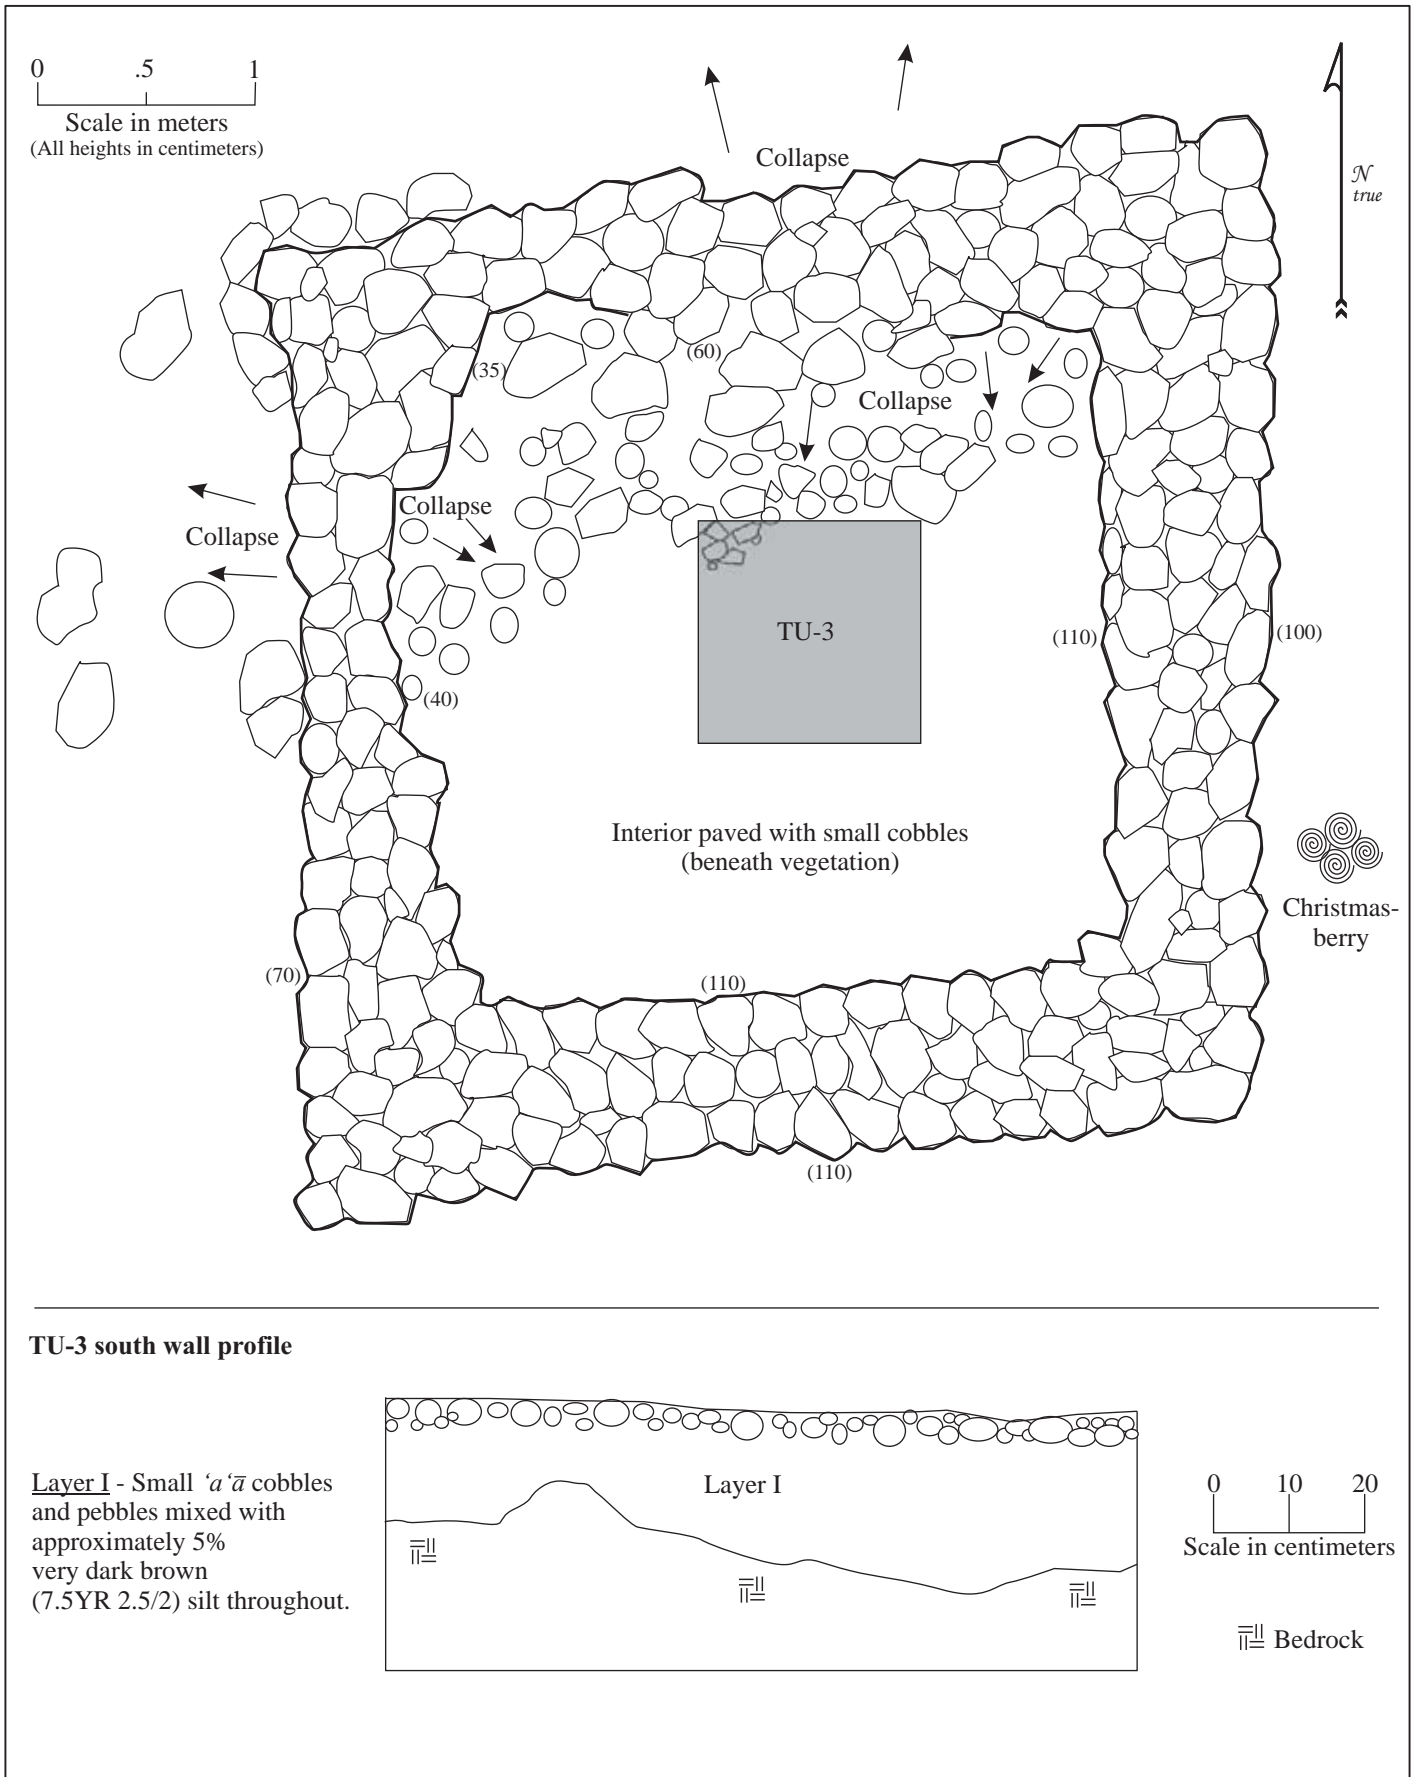 0 .5 1
Scale in meters
(All heights in centimeters)
Collapse
N
true
(35)
(60)
Collapse
Collapse
Collapse
TU-3
(110)
(100)
(40)
Interior paved with small cobbles
(beneath vegetation)
Christmas-
berry
(70)
(110)
(110)
TU-3 south wall profile
Layer I - Small ‘a‘ā cobbles
and pebbles mixed with
approximately 5%
very dark brown
(7.5YR 2.5/2) silt throughout.
Layer I
0 10 20
Scale in centimeters
Bedrock